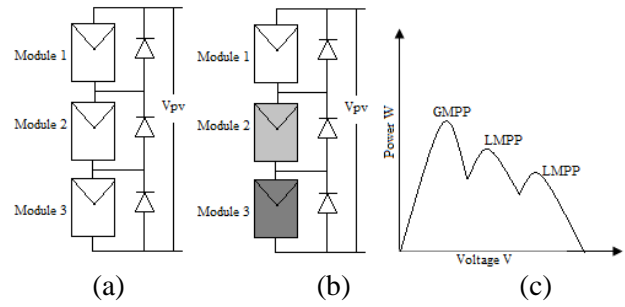 Module 1
Module 2
Module 3
Vpv
(a)
Module 1
Module 2
Module 3
Vpv
(b)
Power W
GMPP
LMPP
LMPP
Voltage V
(c)